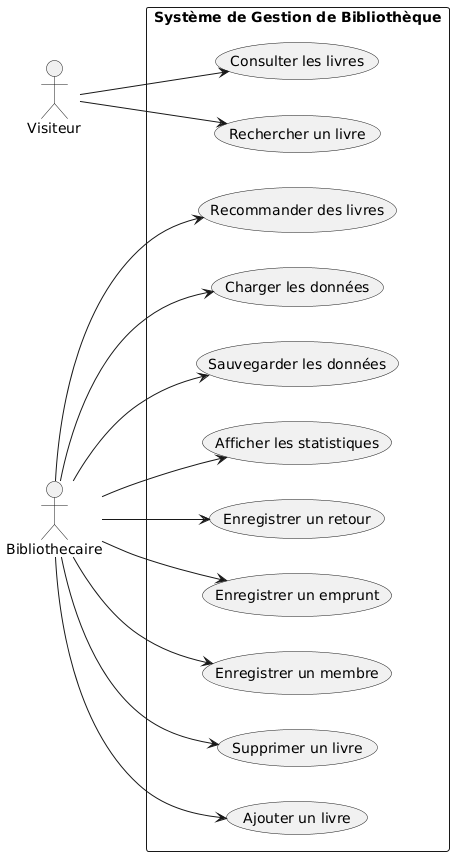 Système de Gestion de Bibliothèque
Consulter les livres
Visiteur
Rechercher un livre
Recommander des livres
Charger les données
Sauvegarder les données
Afficher les statistiques
Enregistrer un retour
Bibliothecaire
Enregistrer un emprunt
Enregistrer un membre
Supprimer un livre
Ajouter un livre